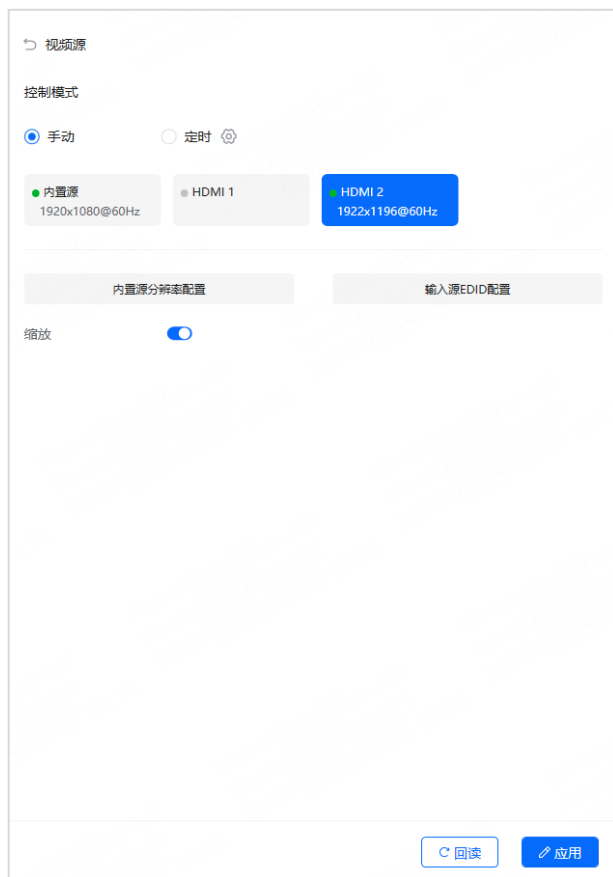 视频源
控制模式
手动 定时
内置源 HDMI 1 HDMI 2
1920x1080@60Hz 1922x1196@60Hz
内置源分辨率配置 输入源EDID配置
缩放
回读 应用